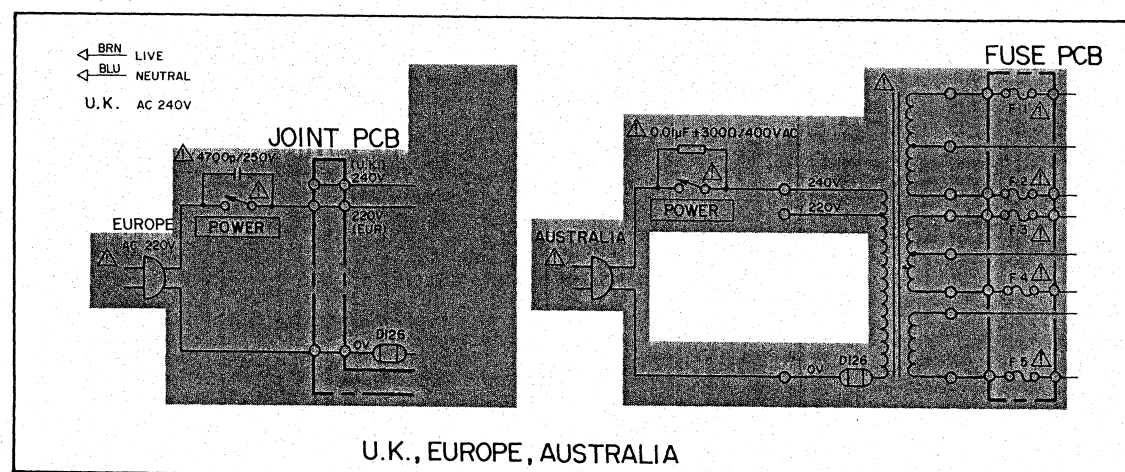 BRN LIVE
BLU NEUTRAL
U.K. AC 240V
JOINT PCB
4700p/250V
(U.K.)
240V
220V
(EUR)
POWER
EUROPE
AC 220V
D126
0V
FUSE PCB
0.01µF+300Ω/400VAC
240V
220V
POWER
AUSTRALIA
D126
0V
F1
F2
F3
F4
F5
U.K., EUROPE, AUSTRALIA